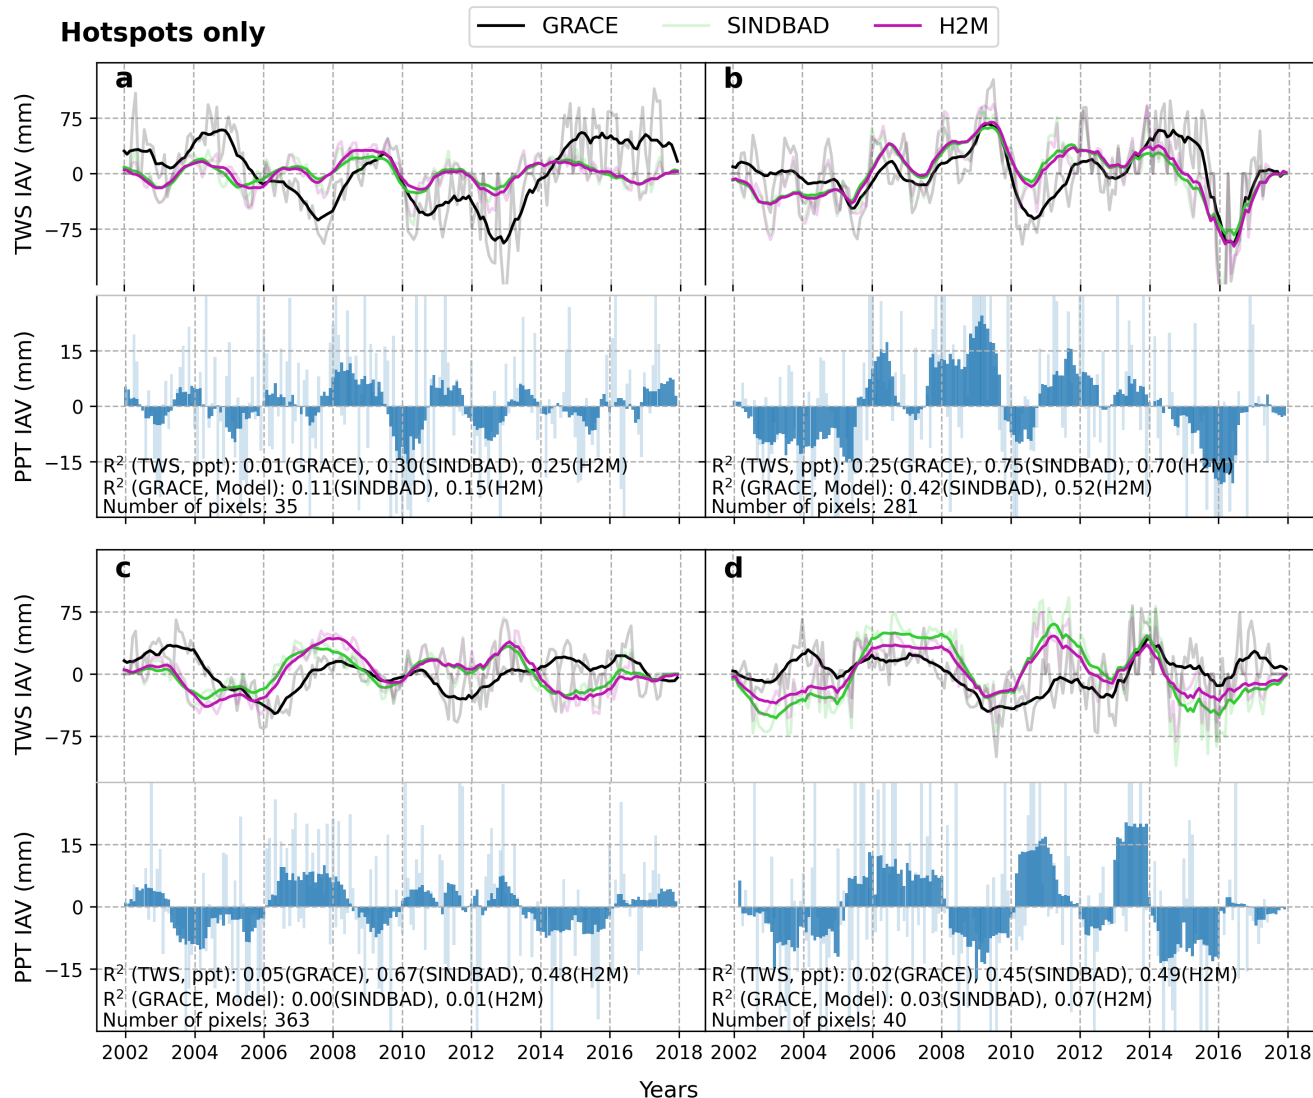 Hotspots only
GRACE SINDBAD H2M
a b
TWS IAV (mm)
75
0
−75
PPT IAV (mm)
15
0
−15
R² (TWS, ppt): 0.01(GRACE), 0.30(SINDBAD), 0.25(H2M)
R² (GRACE, Model): 0.11(SINDBAD), 0.15(H2M)
Number of pixels: 35
R² (TWS, ppt): 0.25(GRACE), 0.75(SINDBAD), 0.70(H2M)
R² (GRACE, Model): 0.42(SINDBAD), 0.52(H2M)
Number of pixels: 281
c d
TWS IAV (mm)
75
0
−75
PPT IAV (mm)
15
0
−15
R² (TWS, ppt): 0.05(GRACE), 0.67(SINDBAD), 0.48(H2M)
R² (GRACE, Model): 0.00(SINDBAD), 0.01(H2M)
Number of pixels: 363
R² (TWS, ppt): 0.02(GRACE), 0.45(SINDBAD), 0.49(H2M)
R² (GRACE, Model): 0.03(SINDBAD), 0.07(H2M)
Number of pixels: 40
2002 2004 2006 2008 2010 2012 2014 2016 2018 2002 2004 2006 2008 2010 2012 2014 2016 2018
Years